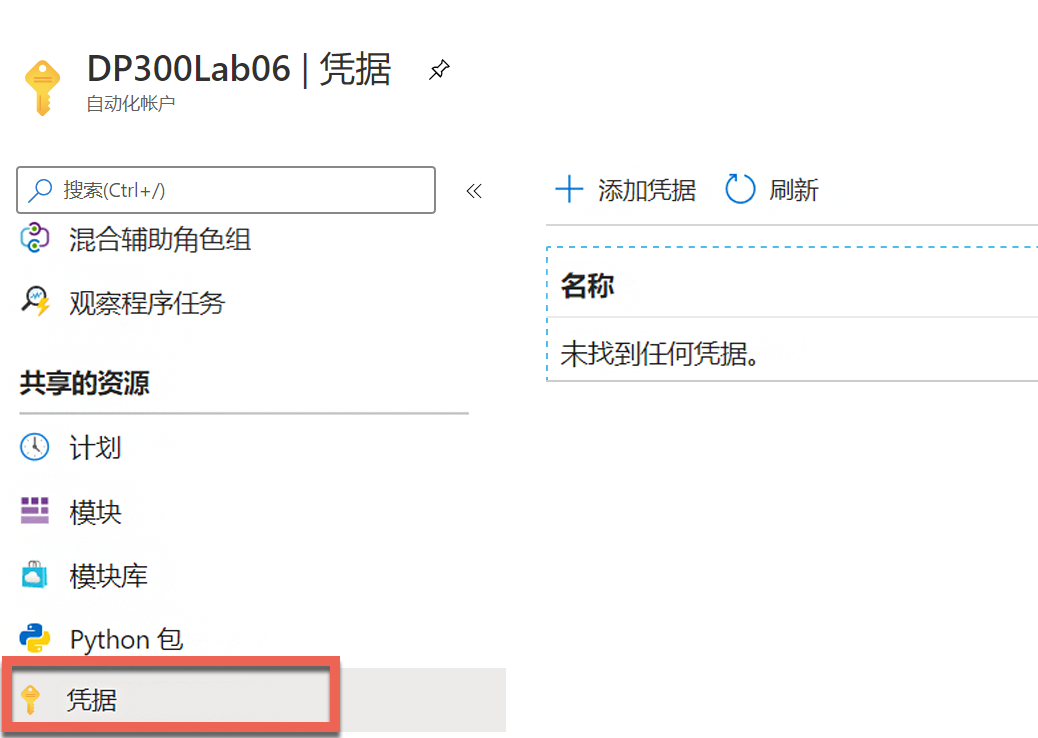 DP300Lab06 | 凭据
自动化帐户
搜索(Ctrl+/)
混合辅助角色组
观察程序任务
共享的资源
计划
模块
模块库
Python 包
凭据
添加凭据
刷新
名称
未找到任何凭据。